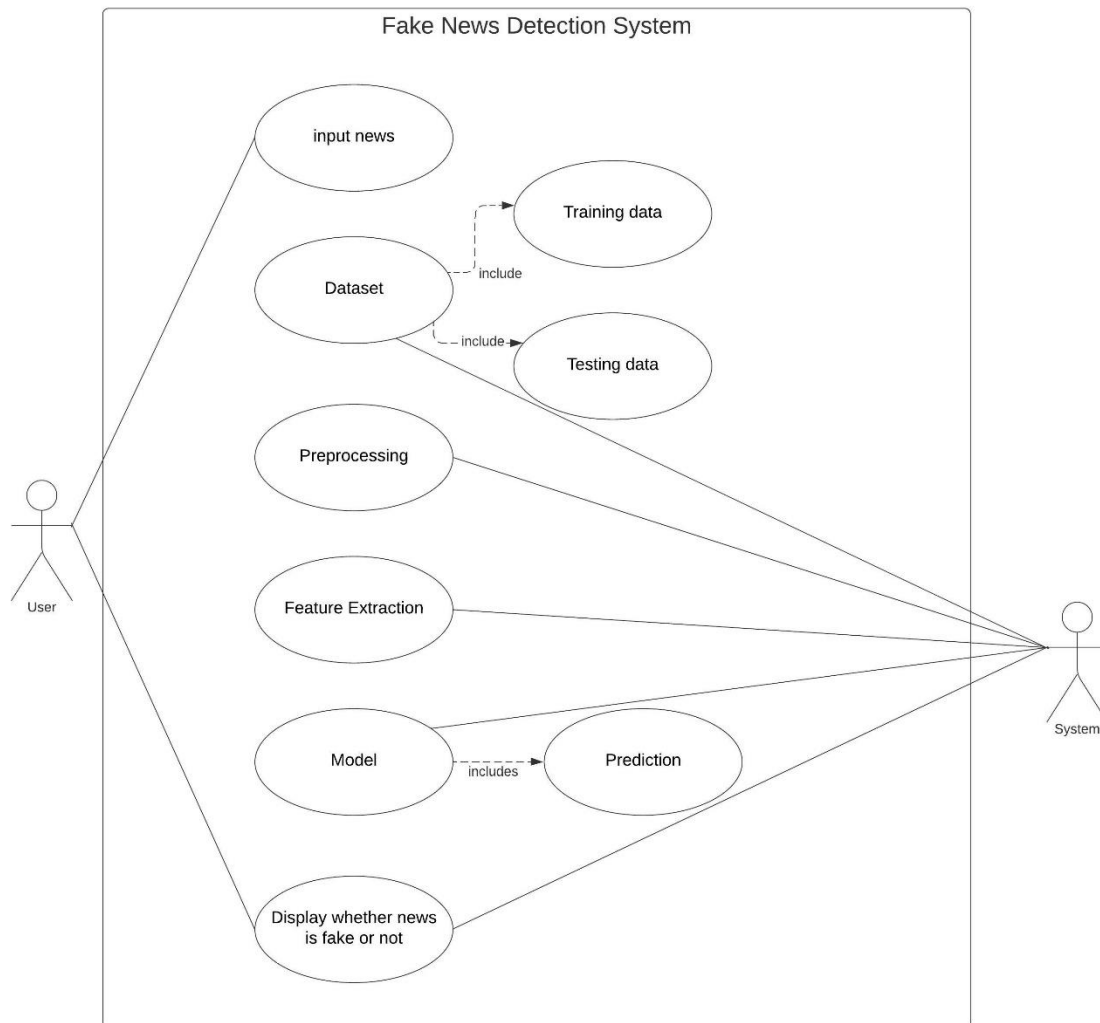 Fake News Detection System
input news
Training data
include
Dataset
include
Testing data
Preprocessing
User
Feature Extraction
System
Model
includes
Prediction
Display whether news
is fake or not